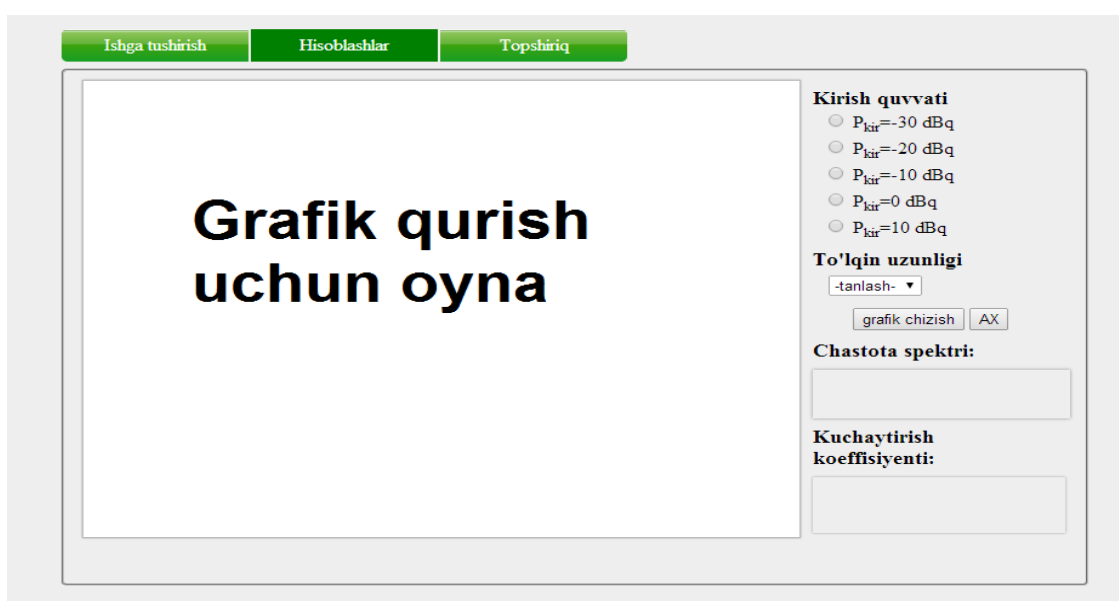 Ishga tushirish Hisoblashlar Topshiriq
Grafik qurish
uchun oyna
Kirish quvvati
Pkir=-30 dBq
Pkir=-20 dBq
Pkir=-10 dBq
Pkir=0 dBq
Pkir=10 dBq
To'lqin uzunligi
-tanlash-
grafik chizish AX
Chastota spektri:
Kuchaytirish
koeffisiyenti: